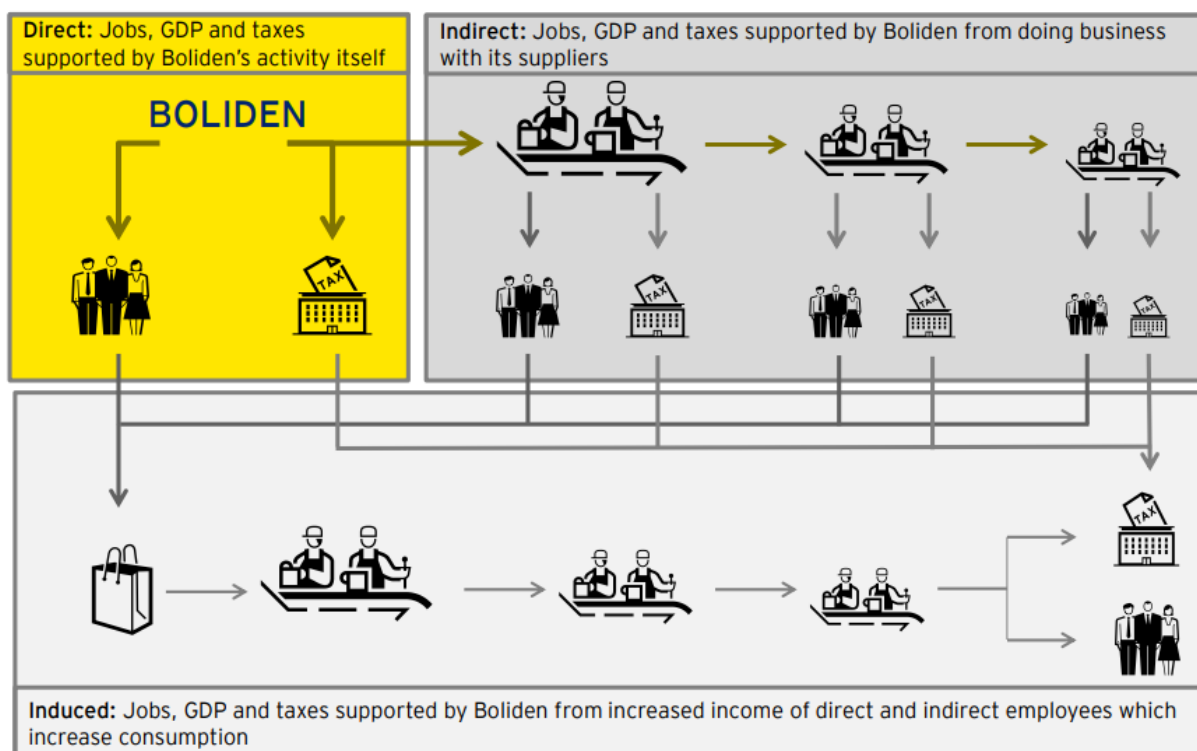 Direct: Jobs, GDP and taxes
supported by Boliden’s activity itself
Indirect: Jobs, GDP and taxes supported by Boliden from doing business
with its suppliers
BOLIDEN
TAX
TAX
TAX
TAX
TAX
Induced: Jobs, GDP and taxes supported by Boliden from increased income of direct and indirect employees which
increase consumption